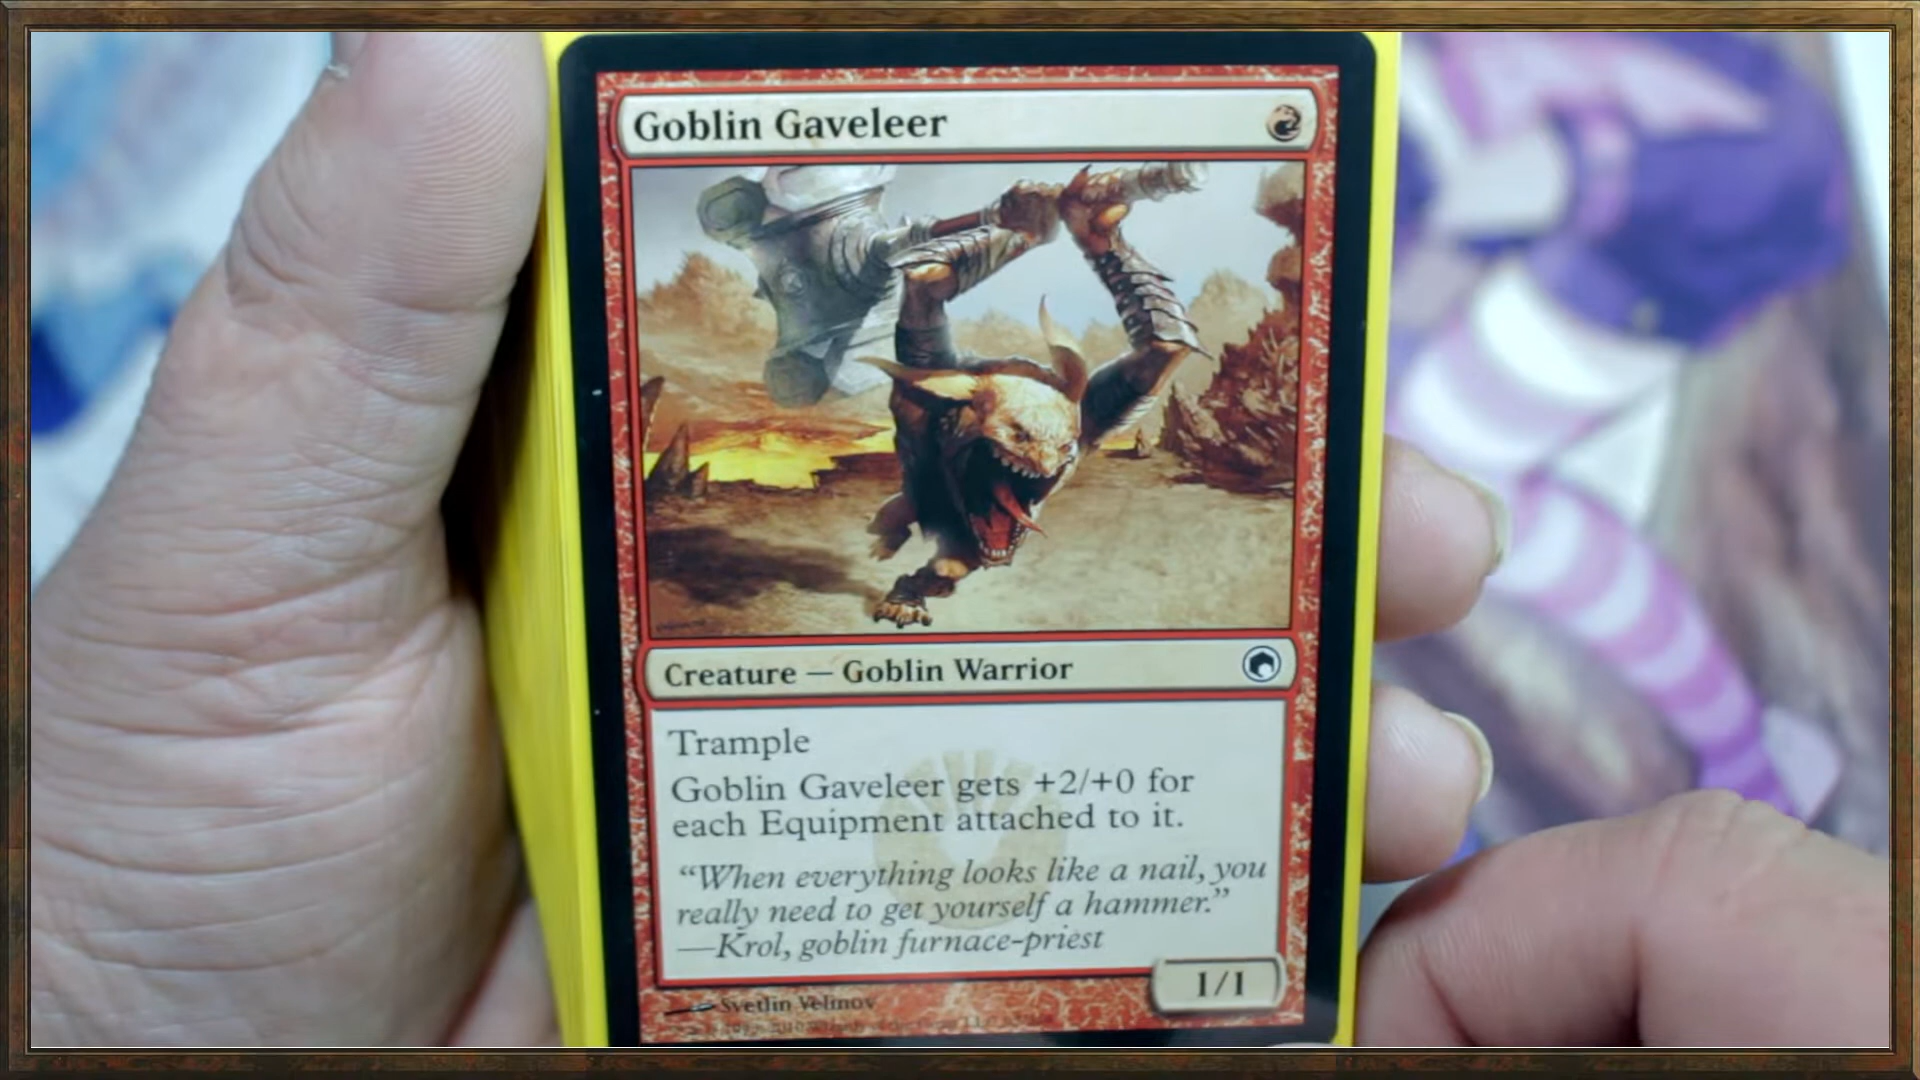 Goblin Gaveleer
Creature — Goblin Warrior
Trample
Goblin Gaveleer gets +2/+0 for
each Equipment attached to it.
“When everything looks like a nail, you
really need to get yourself a hammer.”
—Krol, goblin furnace-priest
1/1
Svetlin Velinov